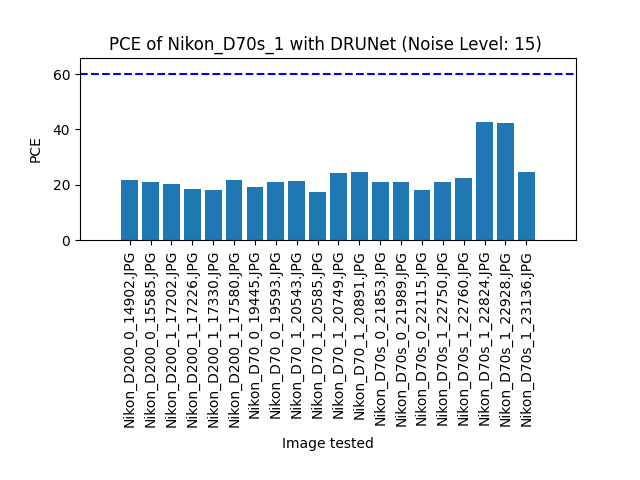 PCE of Nikon_D70s_1 with DRUNet (Noise Level: 15)
60
40
20
0
PCE
Nikon_D200_0_14902.JPG
Nikon_D200_0_15585.JPG
Nikon_D200_1_17202.JPG
Nikon_D200_1_17226.JPG
Nikon_D200_1_17330.JPG
Nikon_D200_1_17580.JPG
Nikon_D70_0_19445.JPG
Nikon_D70_0_19593.JPG
Nikon_D70_1_20543.JPG
Nikon_D70_1_20585.JPG
Nikon_D70_1_20749.JPG
Nikon_D70_1_20891.JPG
Nikon_D70s_0_21853.JPG
Nikon_D70s_0_21989.JPG
Nikon_D70s_0_22115.JPG
Nikon_D70s_1_22750.JPG
Nikon_D70s_1_22760.JPG
Nikon_D70s_1_22824.JPG
Nikon_D70s_1_22928.JPG
Nikon_D70s_1_23136.JPG
Image tested